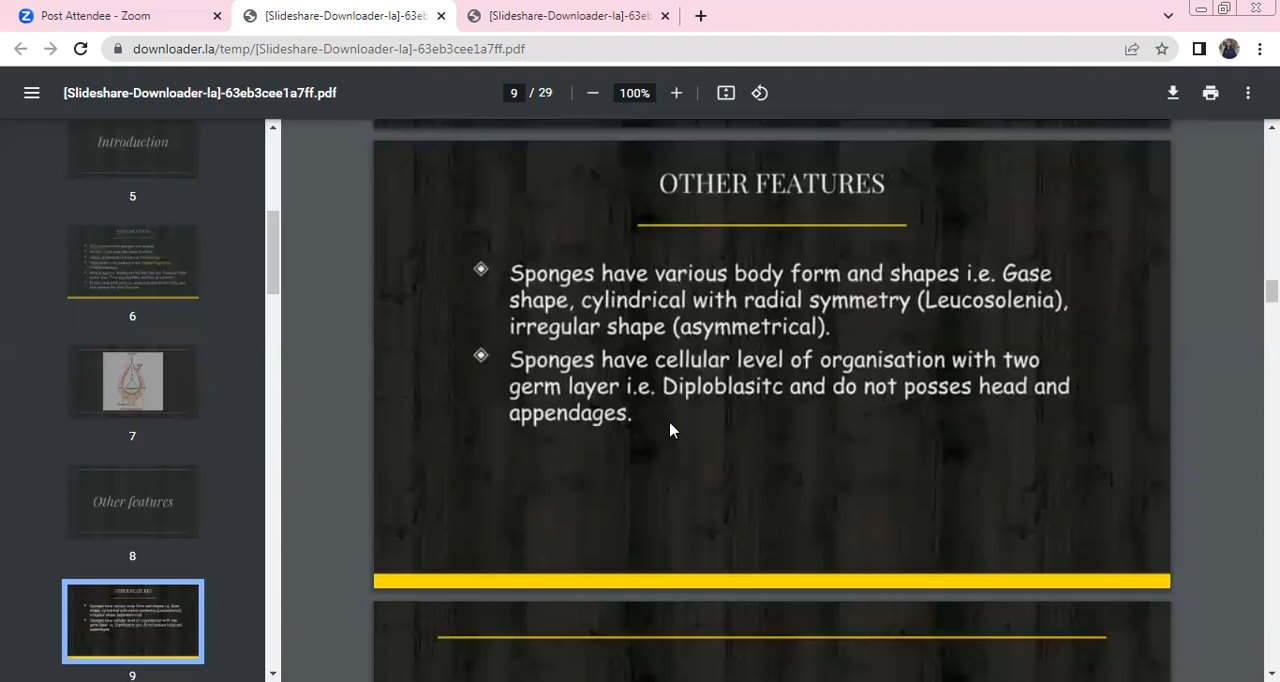 Post Attendee - Zoom
[Slideshare-Downloader-la]-63eb
[Slideshare-Downloader-la]-63eb
downloader.la/temp/[Slideshare-Downloader-la]-63eb3cee1a7ff.pdf
[Slideshare-Downloader-la]-63eb3cee1a7ff.pdf
9 / 29
100%
Introduction
5
6
7
Other features
8
OTHER FEATURES
9
OTHER FEATURES
Sponges have various body form and shapes i.e. Gase
shape, cylindrical with radial symmetry (Leucosolenia),
irregular shape (asymmetrical).
Sponges have cellular level of organisation with two
germ layer i.e. Diploblasitc and do not posses head and
appendages.